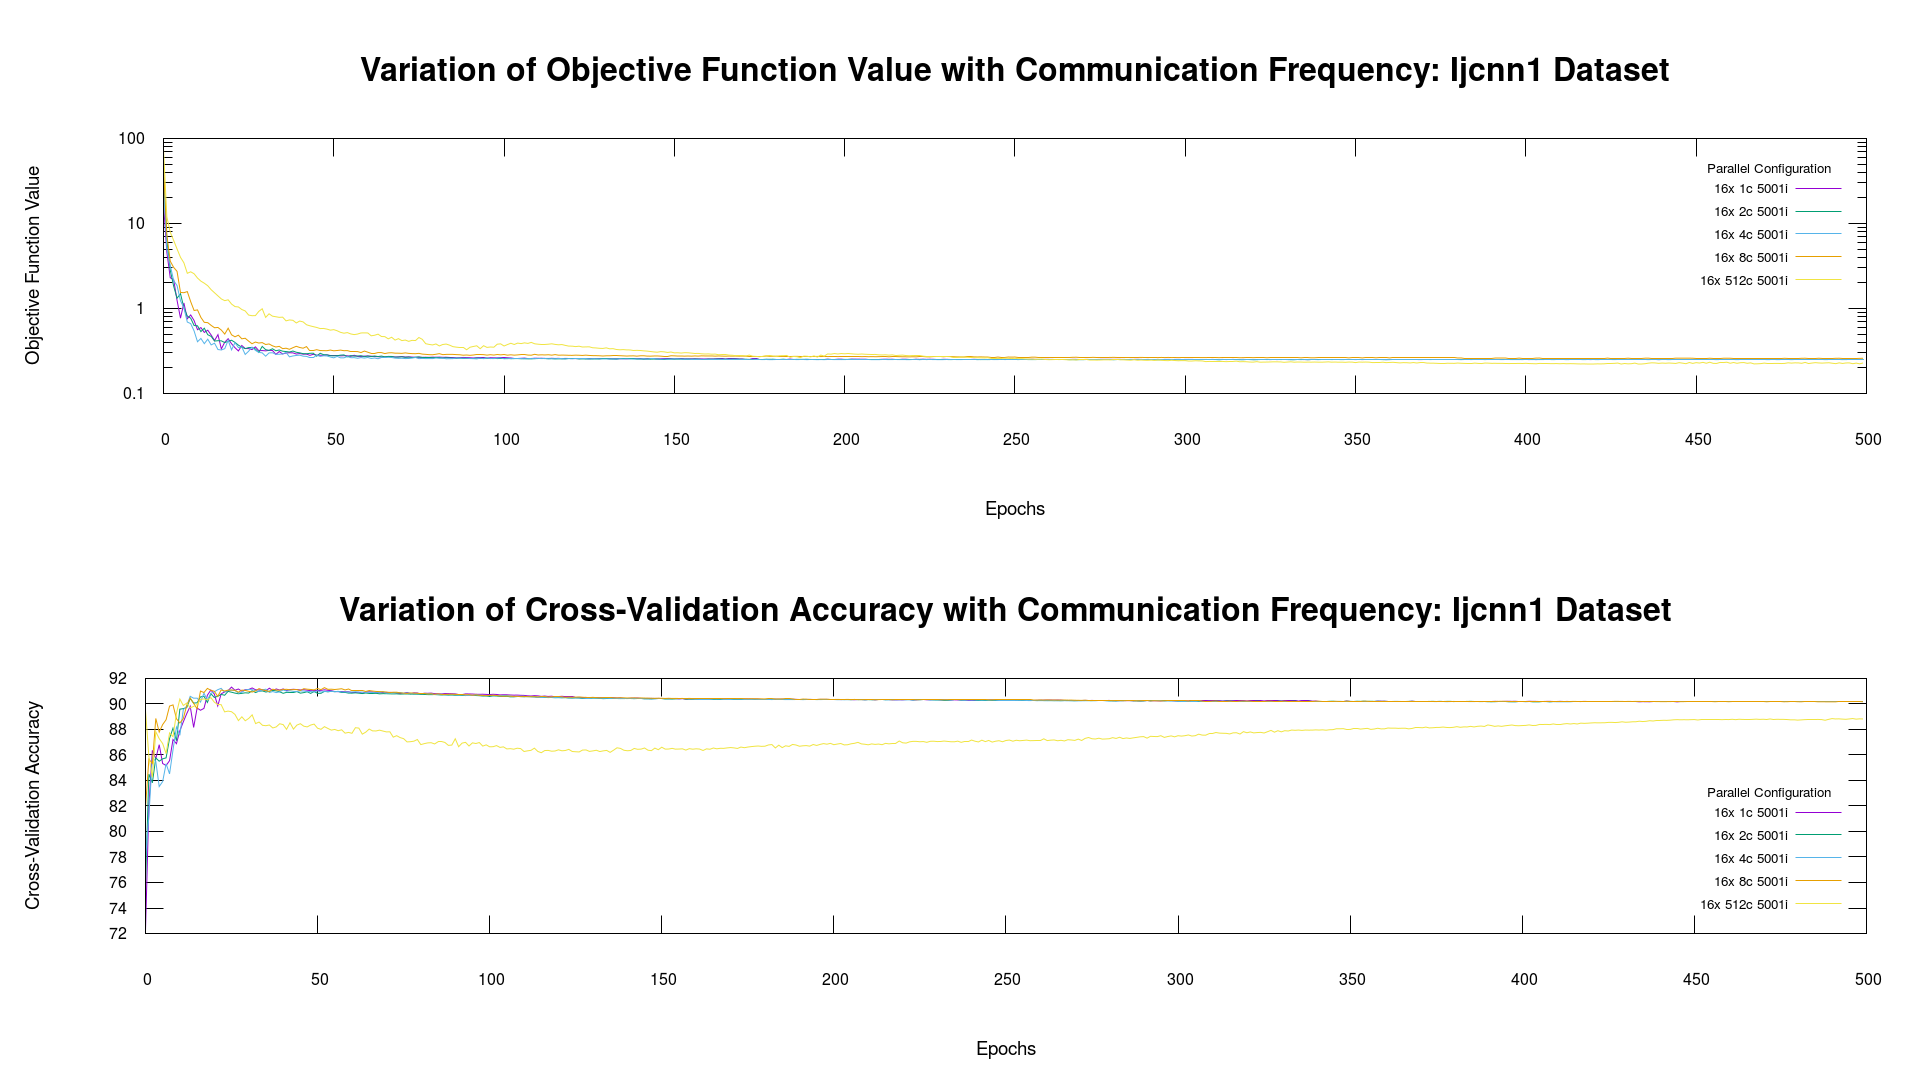 Variation of Objective Function Value with Communication Frequency: Ijcnn1 Dataset
Objective Function Value
100
10
1
0.1
Parallel Configuration
16x 1c 5001i
16x 2c 5001i
16x 4c 5001i
16x 8c 5001i
16x 512c 5001i
0 50 100 150 200 250 300 350 400 450 500
Epochs
Variation of Cross-Validation Accuracy with Communication Frequency: Ijcnn1 Dataset
Cross-Validation Accuracy
92
90
88
86
84
82
80
78
76
74
72
Parallel Configuration
16x 1c 5001i
16x 2c 5001i
16x 4c 5001i
16x 8c 5001i
16x 512c 5001i
0 50 100 150 200 250 300 350 400 450 500
Epochs